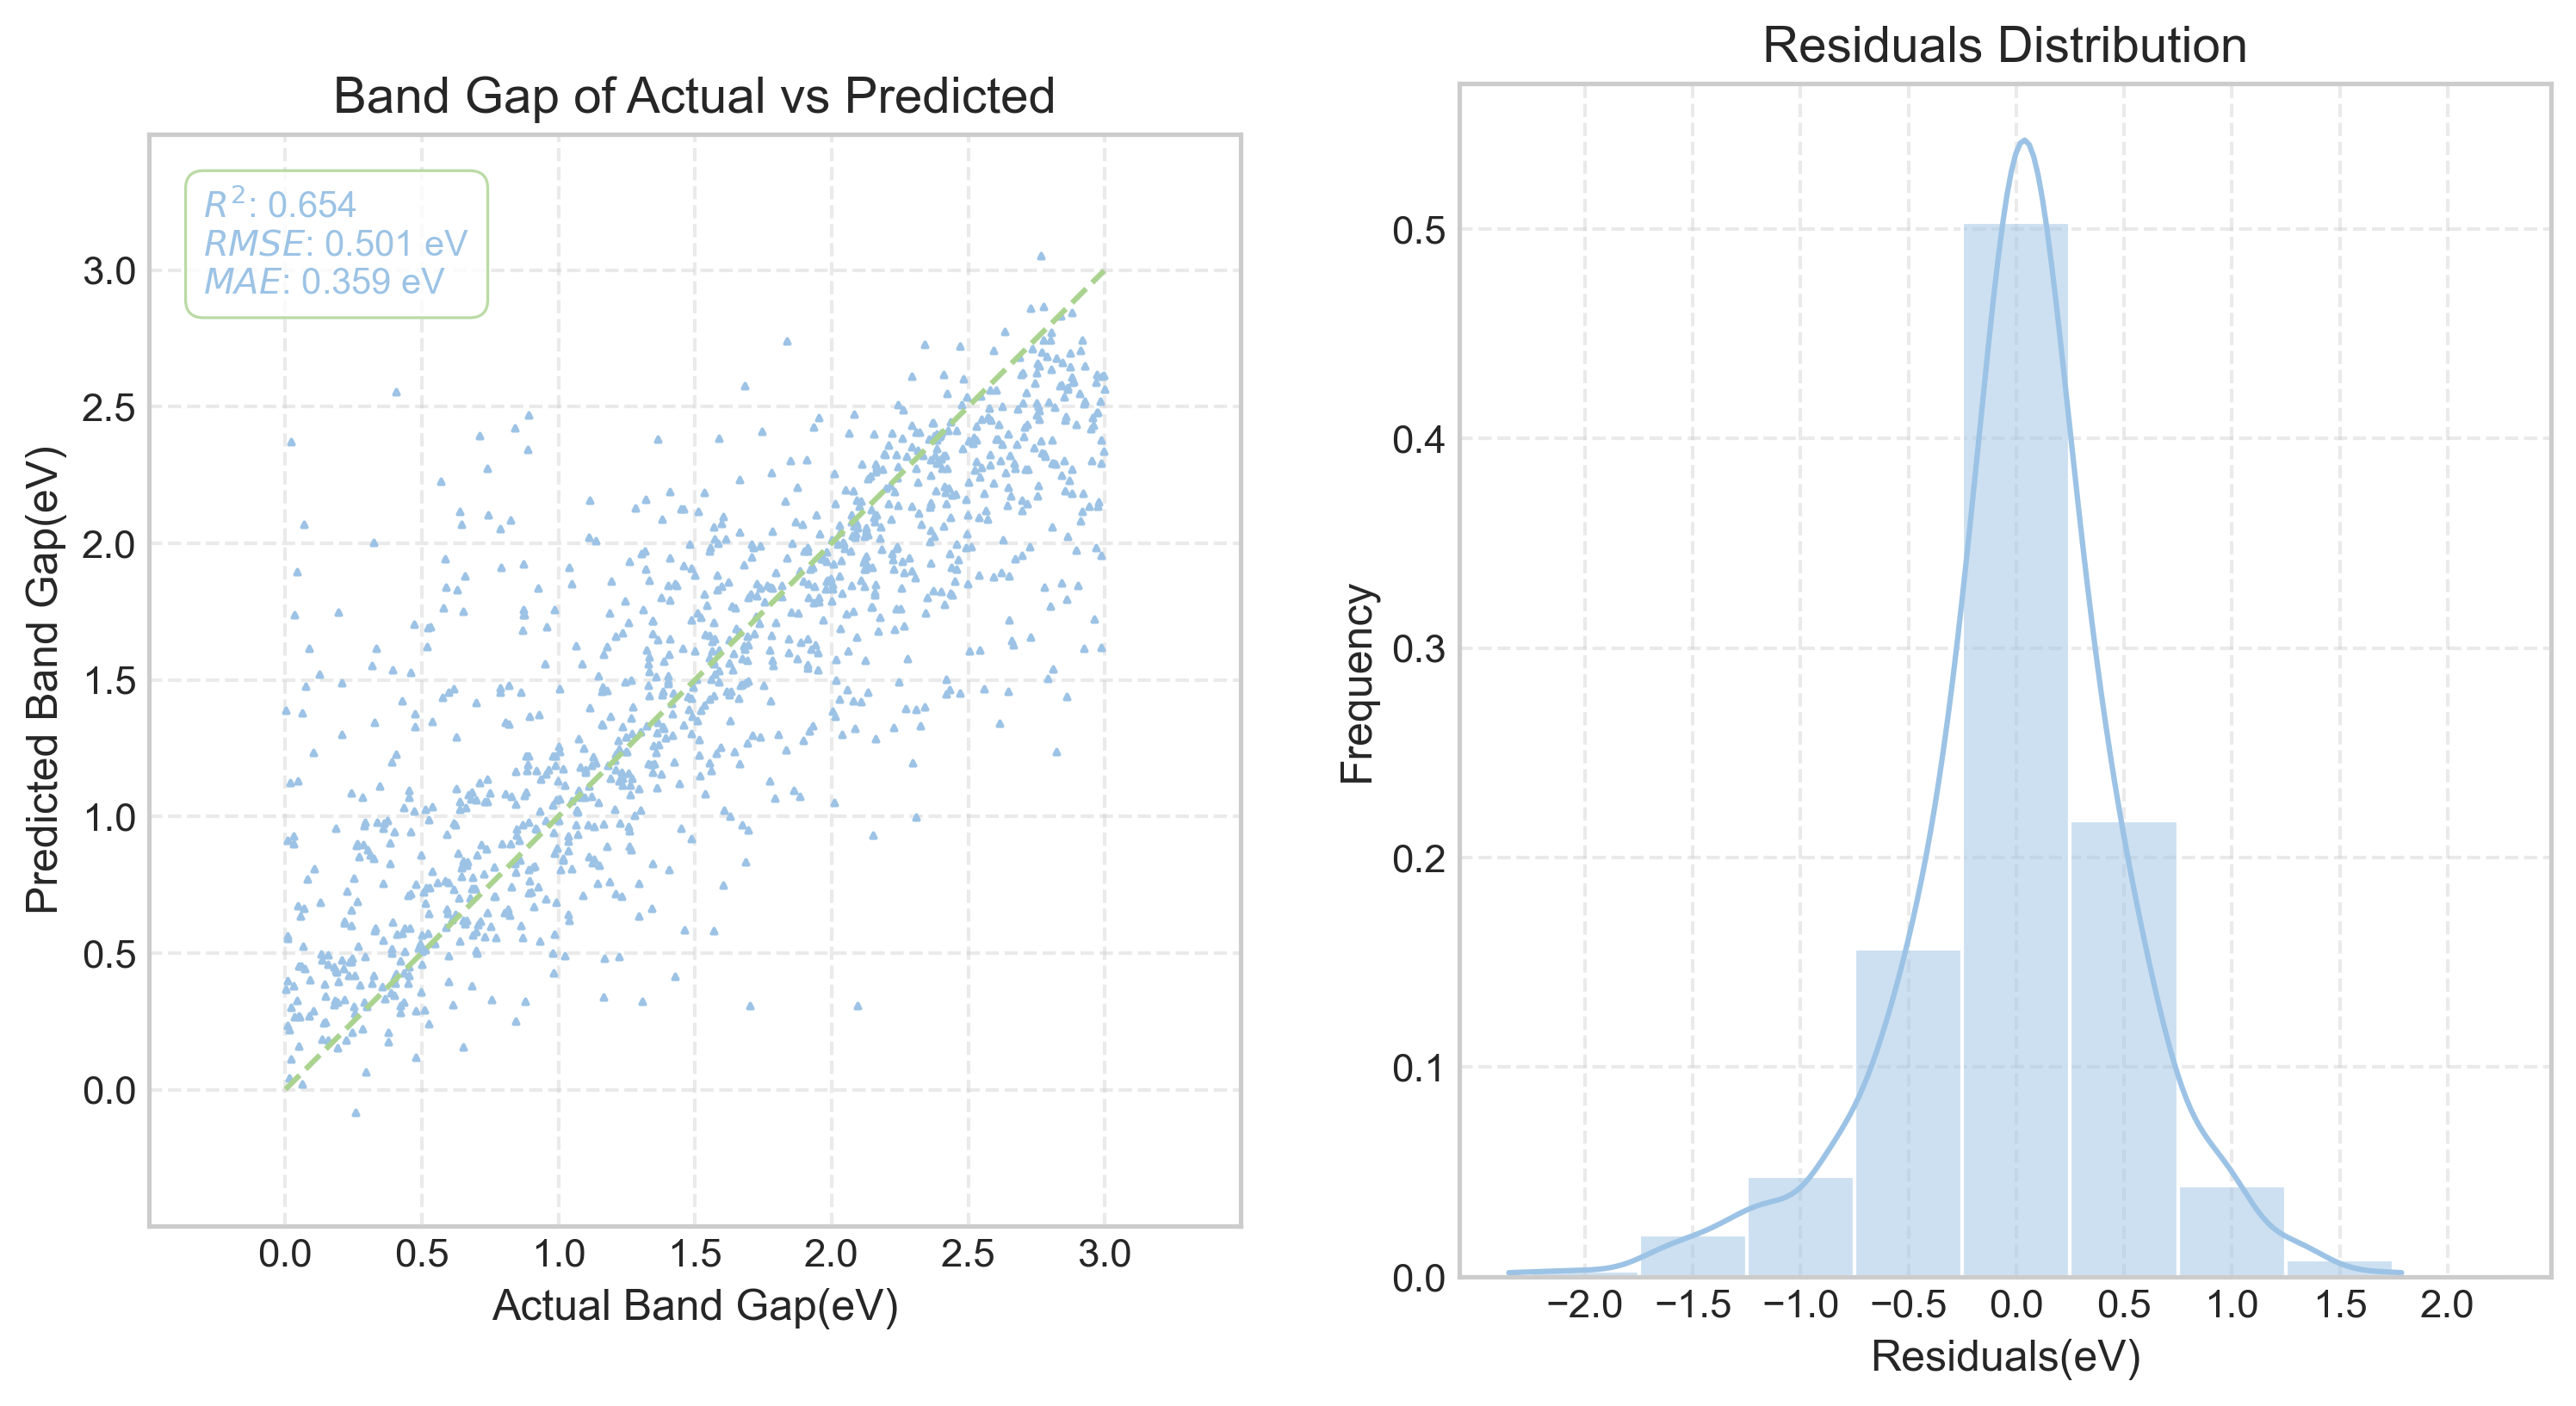 Band Gap of Actual vs Predicted
R²: 0.654
RMSE: 0.501 eV
MAE: 0.359 eV
Predicted Band Gap(eV)
3.0
2.5
2.0
1.5
1.0
0.5
0.0
0.0 0.5 1.0 1.5 2.0 2.5 3.0
Actual Band Gap(eV)
Residuals Distribution
Frequency
0.5
0.4
0.3
0.2
0.1
0.0
−2.0 −1.5 −1.0 −0.5 0.0 0.5 1.0 1.5 2.0
Residuals(eV)